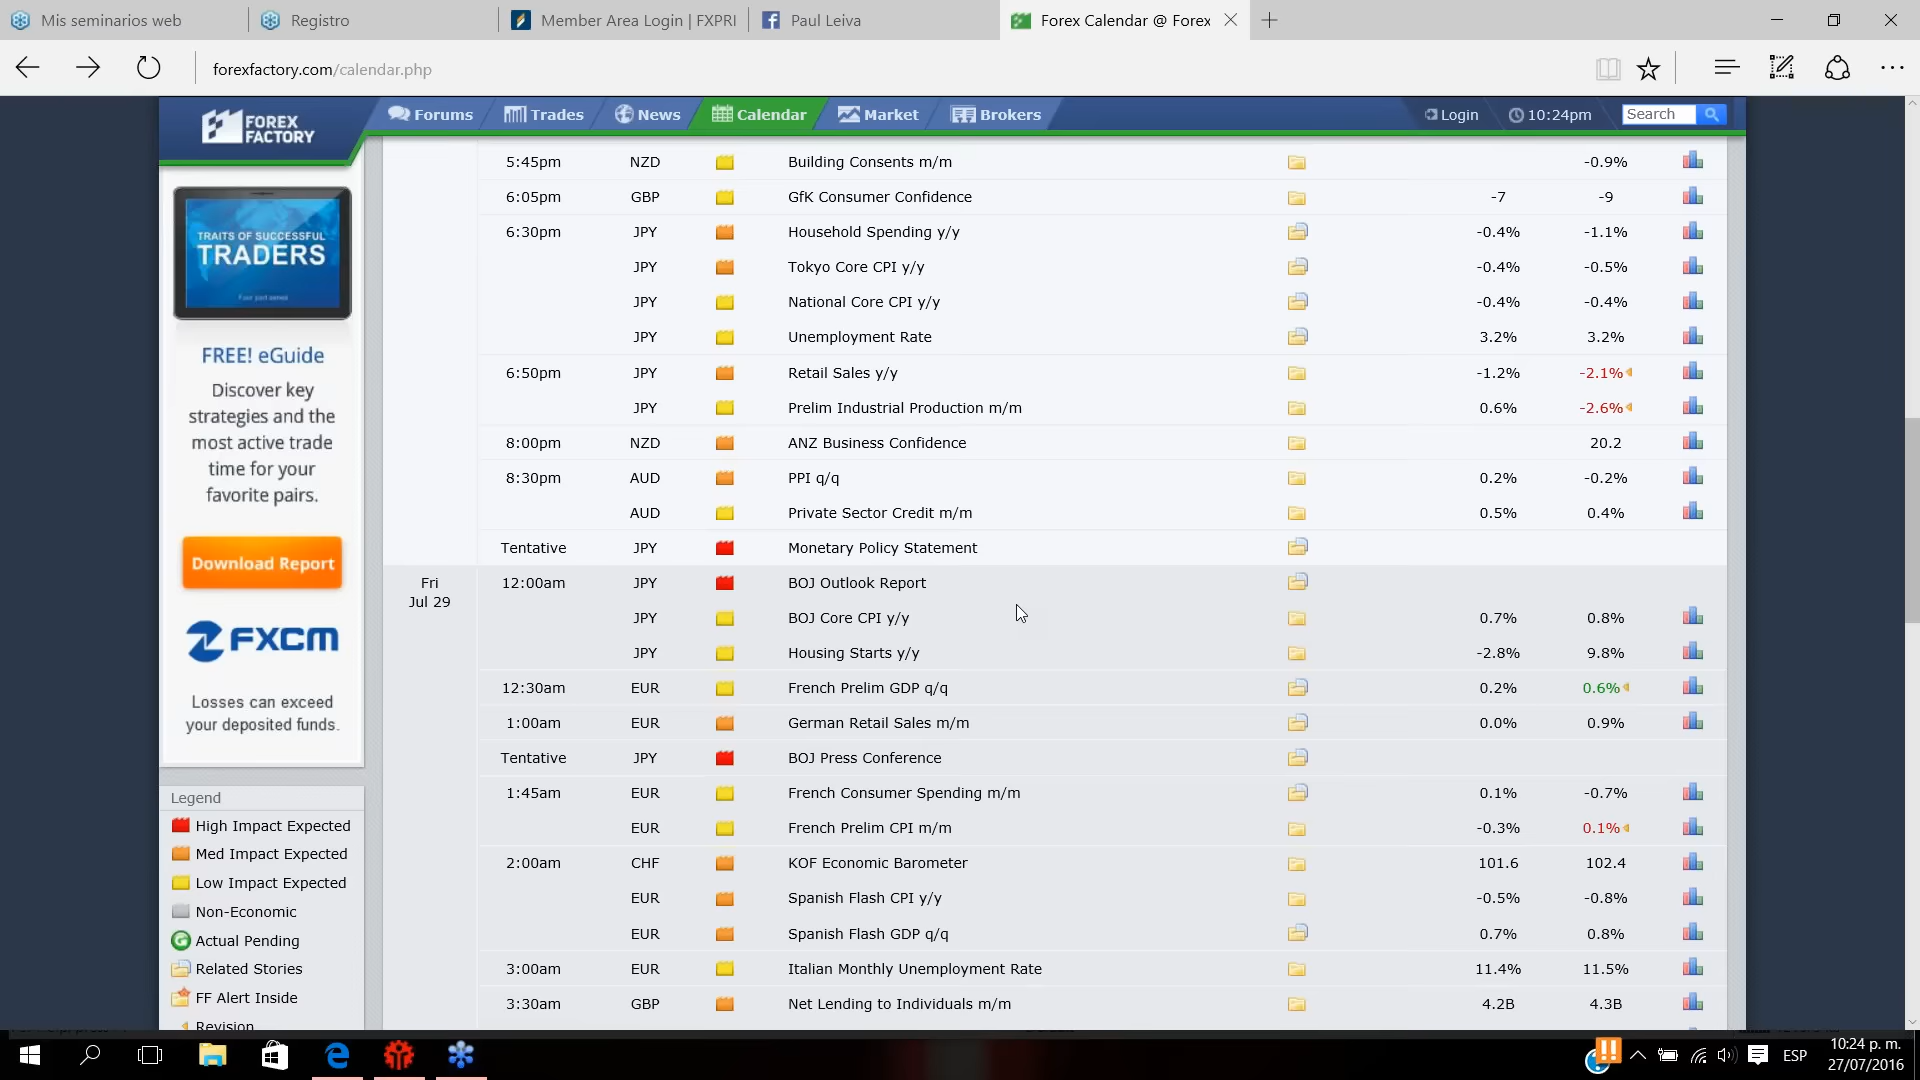 Mis seminarios web
Registro
Member Area Login | FXPRI
Paul Leiva
Forex Calendar @ Forex
forexfactory.com/calendar.php
FOREX
FACTORY
Forums
Trades
News
Calendar
Market
Brokers
Login
10:24pm
Search
5:45pm NZD Building Consents m/m -0.9%
6:05pm GBP GfK Consumer Confidence -7 -9
6:30pm JPY Household Spending y/y -0.4% -1.1%
JPY Tokyo Core CPI y/y -0.4% -0.5%
JPY National Core CPI y/y -0.4% -0.4%
JPY Unemployment Rate 3.2% 3.2%
6:50pm JPY Retail Sales y/y -1.2% -2.1%
JPY Prelim Industrial Production m/m 0.6% -2.6%
8:00pm NZD ANZ Business Confidence 20.2
8:30pm AUD PPI q/q 0.2% -0.2%
AUD Private Sector Credit m/m 0.5% 0.4%
Tentative JPY Monetary Policy Statement
Fri
Jul 29
12:00am JPY BOJ Outlook Report
JPY BOJ Core CPI y/y 0.7% 0.8%
JPY Housing Starts y/y -2.8% 9.8%
12:30am EUR French Prelim GDP q/q 0.2% 0.6%
1:00am EUR German Retail Sales m/m 0.0% 0.9%
Tentative JPY BOJ Press Conference
1:45am EUR French Consumer Spending m/m 0.1% -0.7%
EUR French Prelim CPI m/m -0.3% 0.1%
2:00am CHF KOF Economic Barometer 101.6 102.4
EUR Spanish Flash CPI y/y -0.5% -0.8%
EUR Spanish Flash GDP q/q 0.7% 0.8%
3:00am EUR Italian Monthly Unemployment Rate 11.4% 11.5%
3:30am GBP Net Lending to Individuals m/m 4.2B 4.3B
TRAITS OF SUCCESSFUL
TRADERS
FREE! eGuide
Discover key
strategies and the
most active trade
time for your
favorite pairs.
Download Report
FXCM
Losses can exceed
your deposited funds.
Legend
High Impact Expected
Med Impact Expected
Low Impact Expected
Non-Economic
Actual Pending
Related Stories
FF Alert Inside
Revision
ESP
10:24 p. m.
27/07/2016